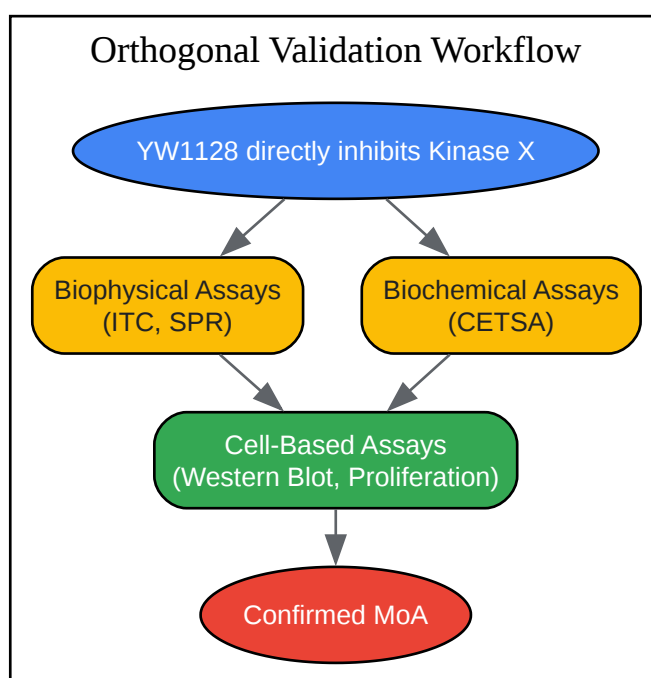 Orthogonal Validation Workflow
YW1128 directly inhibits Kinase X
Biophysical Assays
(ITC, SPR)
Biochemical Assays
(CETSA)
Cell-Based Assays
(Western Blot, Proliferation)
Confirmed MoA